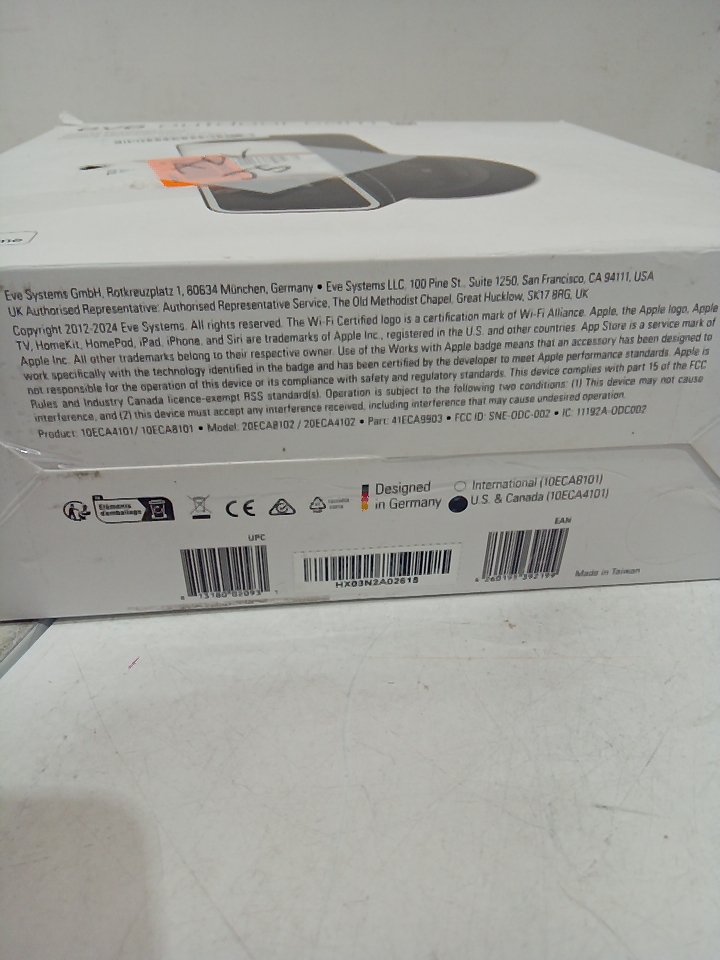 eve
Eve Systems GmbH, Rotkreuzplatz 1, 80634 München, Germany • Eve Systems LLC, 100 Pine St., Suite 1250, San Francisco, CA 94111, USA
UK Authorised Representative: Authorised Representative Service, The Old Methodist Chapel, Great Hucklow, SK17 8RG, UK
Copyright 2012-2024 Eve Systems. All rights reserved. The Wi-Fi Certified logo is a certification mark of Wi-Fi Alliance. Apple, the Apple logo, Apple
TV, HomeKit, HomePod, iPad, iPhone, and Siri are trademarks of Apple Inc., registered in the U.S. and other countries. App Store is a service mark of
Apple Inc. All other trademarks belong to their respective owner. Use of the Works with Apple badge means that an accessory has been designed to
work specifically with the technology identified in the badge and has been certified by the developer to meet Apple performance standards. Apple is
not responsible for the operation of this device or its compliance with safety and regulatory standards. This device complies with part 15 of the FCC
Rules and Industry Canada licence-exempt RSS standard(s). Operation is subject to the following two conditions: (1) This device may not cause
interference, and (2) this device must accept any interference received, including interference that may cause undesired operation.
Product: 10ECA4101/ 10ECA8101 • Model: 20ECA8102 / 20ECA4102 • Part: 41ECA9903 • FCC ID: SNE-ODC-002 • IC: 11192A-ODC002
Éléments
d'emballage
CE
Designed
in Germany
International (10ECA8101)
U.S. & Canada (10ECA4101)
UPC
8 13180 02093 1
HX03N2A02615
EAN
4 260195 392199
Made in Taiwan